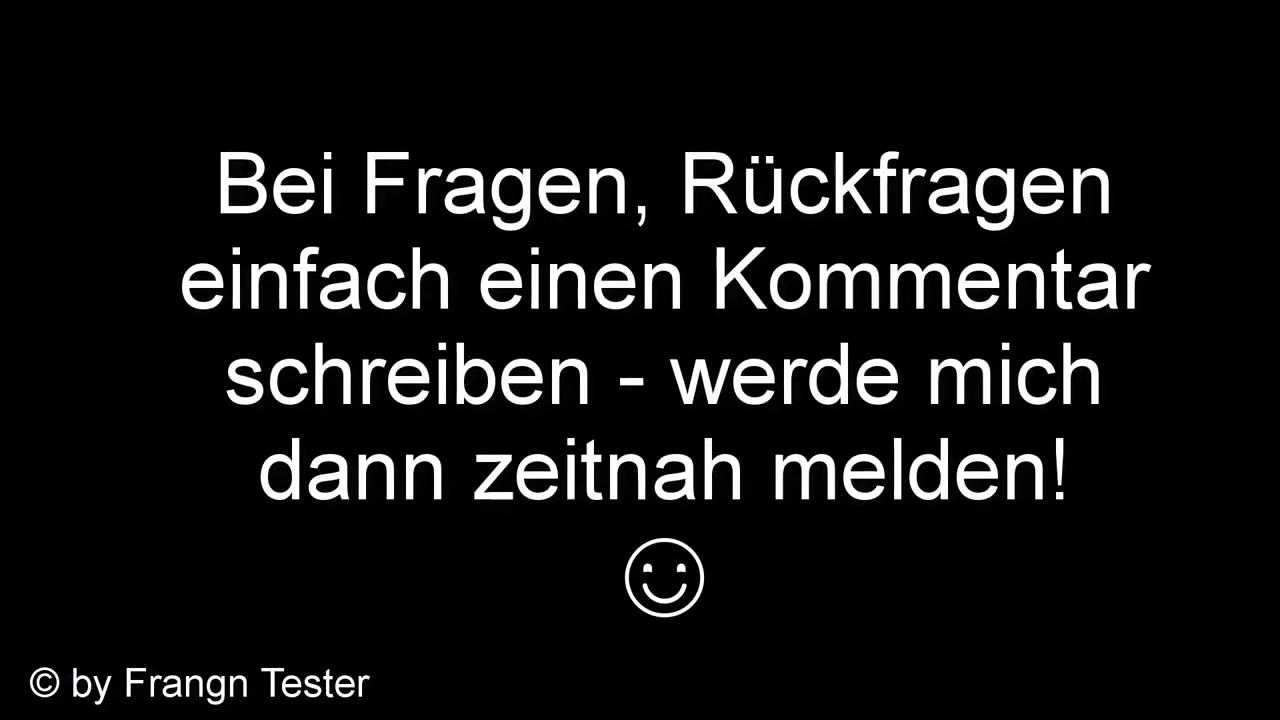 Bei Fragen, Rückfragen
einfach einen Kommentar
schreiben - werde mich
dann zeitnah melden!
☺
© by Frangn Tester